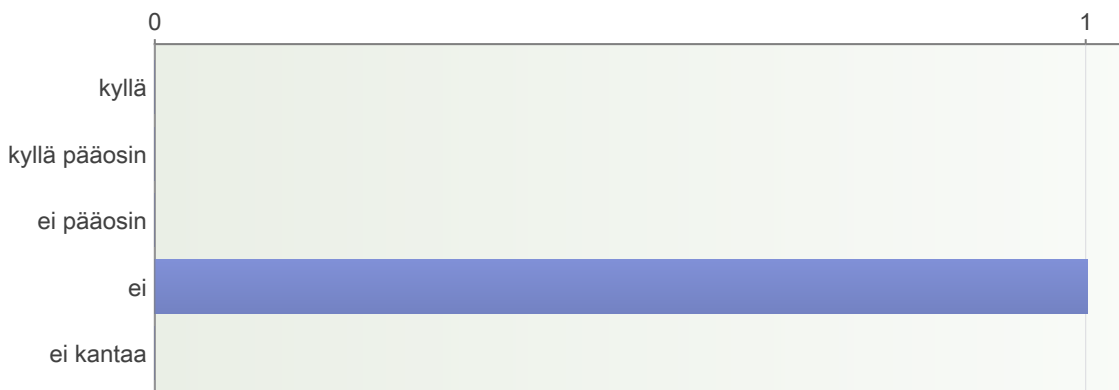 0 1
kyllä
kyllä pääosin
ei pääosin
ei
ei kantaa